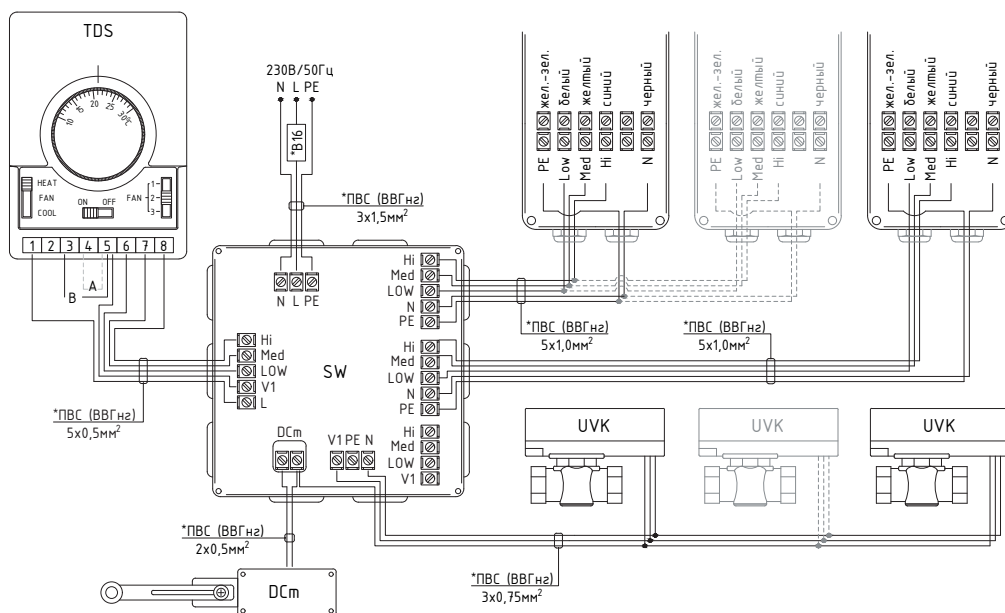 TDS
10 15 20 25 30°C
HEAT
FAN
COOL
ON OFF
FAN
1
2
3
1 2 3 4 5 6 7 8
A
B
230В/50Гц
N L PE
*В16
*ПВС (ВВГнг)
3x1,5мм²
N L PE
Hi
Med
LOW
N
PE
Hi
Med
LOW
N
PE
Hi
Med
LOW
V1
Hi
Med
LOW
V1
L
SW
DCm
V1 PE N
*ПВС (ВВГнг)
5x0,5мм²
*ПВС (ВВГнг)
2x0,5мм²
DCm
жел.-зел.
белый
желтый
синий
черный
PE
Low
Med
Hi
N
жел.-зел.
белый
желтый
синий
черный
PE
Low
Med
Hi
N
жел.-зел.
белый
желтый
синий
черный
PE
Low
Med
Hi
N
*ПВС (ВВГнг)
5x1,0мм²
*ПВС (ВВГнг)
5x1,0мм²
UVK
UVK
UVK
*ПВС (ВВГнг)
3x0,75мм²